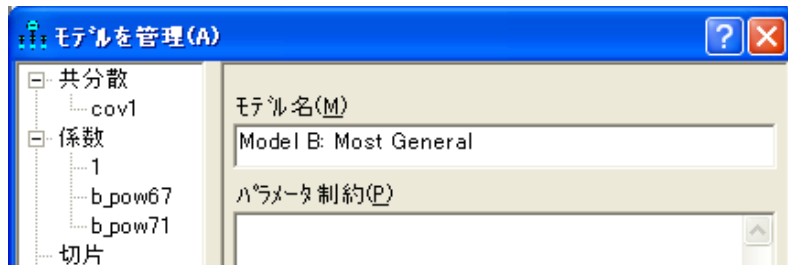 モデルを管理(A)
共分散
cov1
係数
1
b_pow67
b_pow71
切片
モデル名(M)
Model B: Most General
パラメータ制約(P)